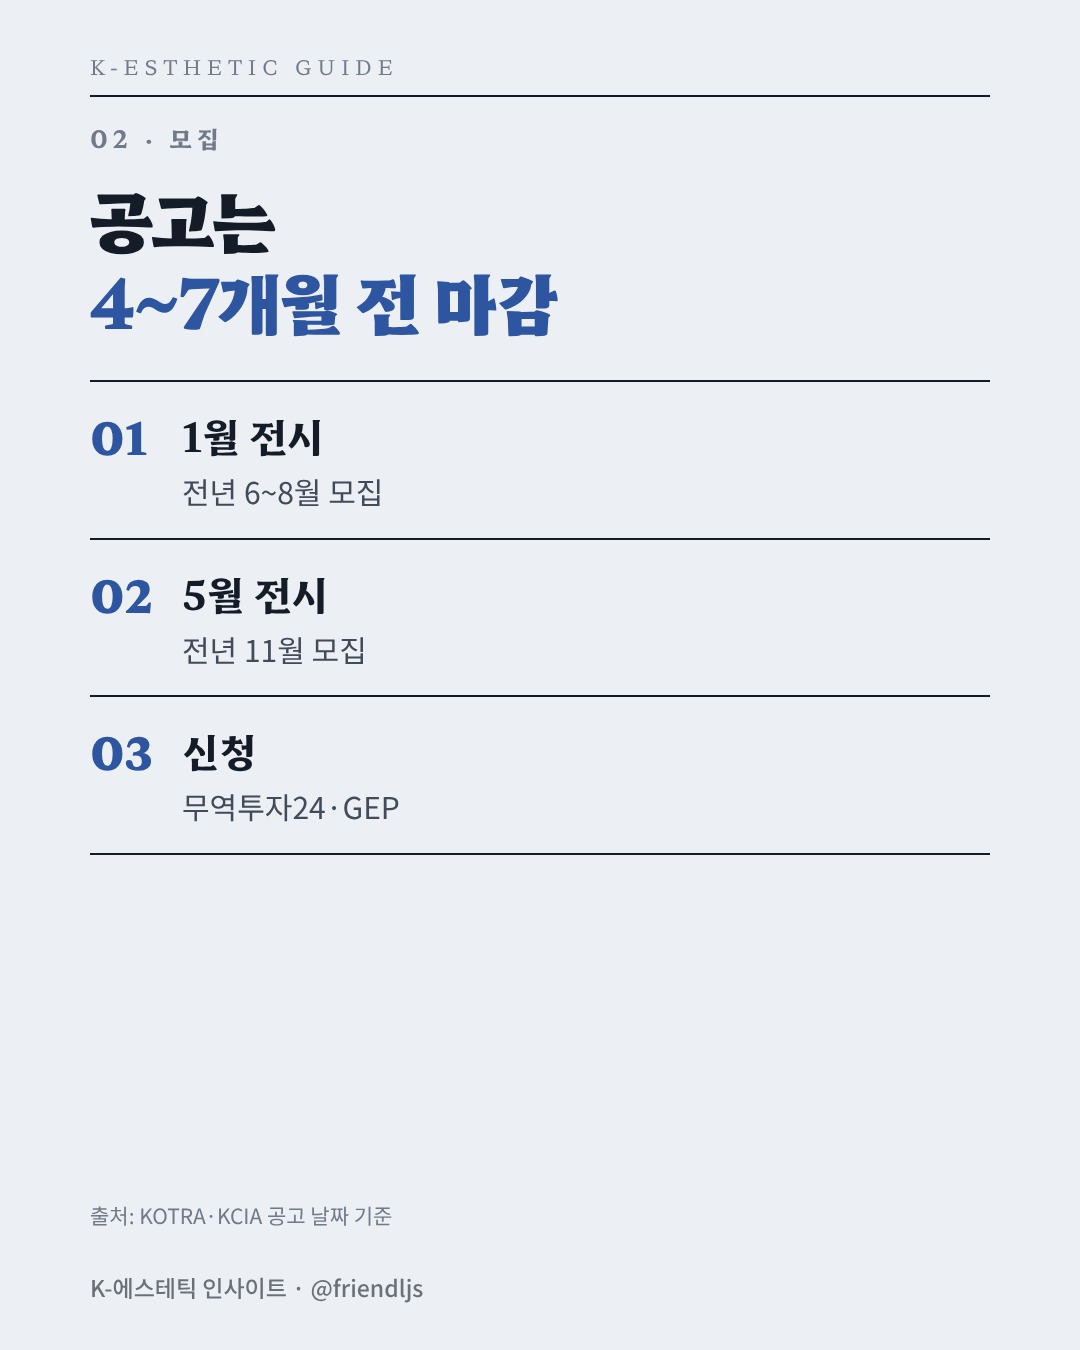 K-ESTHETIC GUIDE
02 · 모집
공고는
4~7개월 전 마감
01 1월 전시
전년 6~8월 모집
02 5월 전시
전년 11월 모집
03 신청
무역투자24·GEP
출처: KOTRA·KCIA 공고 날짜 기준
K-에스테틱 인사이트 · @friendljs